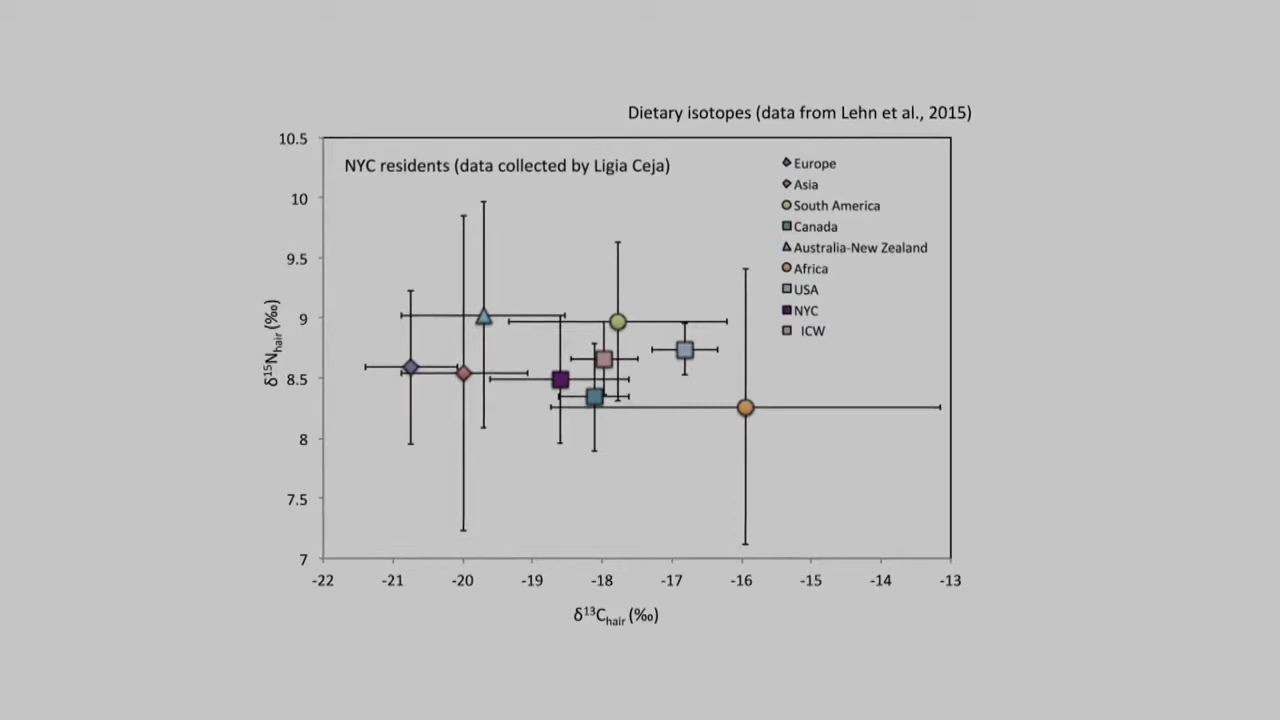 Dietary isotopes (data from Lehn et al., 2015)
NYC residents (data collected by Ligia Ceja)
10.5
10
9.5
9
8.5
8
7.5
7
δ¹⁵Nhair (‰)
Europe
Asia
South America
Canada
Australia-New Zealand
Africa
USA
NYC
ICW
-22 -21 -20 -19 -18 -17 -16 -15 -14 -13
δ¹³Chair (‰)